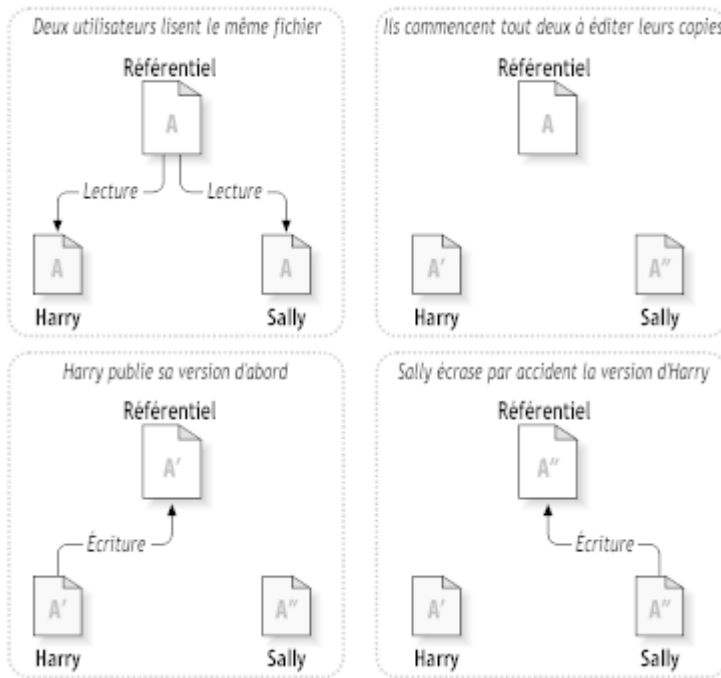 Deux utilisateurs lisent le même fichier
Référentiel
A
Lecture
Lecture
A
A
Harry
Sally
Ils commencent tout deux à éditer leurs copies
Référentiel
A
A'
A"
Harry
Sally
Harry publie sa version d'abord
Référentiel
A'
Écriture
A'
A"
Harry
Sally
Sally écrase par accident la version d'Harry
Référentiel
A"
Écriture
A'
A"
Harry
Sally